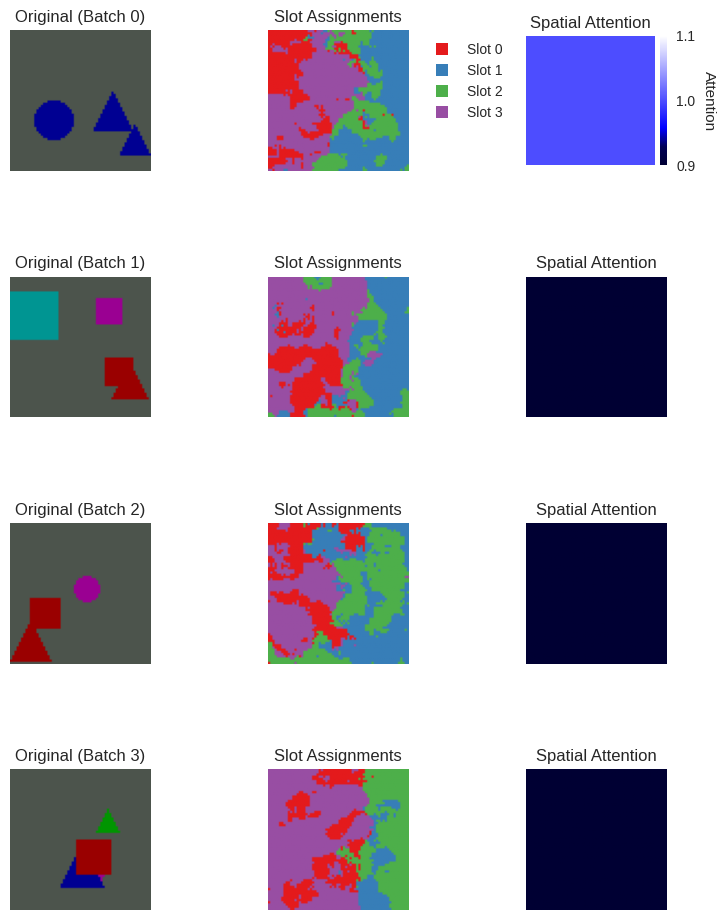 Original (Batch 0)
Slot Assignments
Slot 0
Slot 1
Slot 2
Slot 3
Spatial Attention
1.1
1.0
0.9
Attention
Original (Batch 1)
Slot Assignments
Spatial Attention
Original (Batch 2)
Slot Assignments
Spatial Attention
Original (Batch 3)
Slot Assignments
Spatial Attention